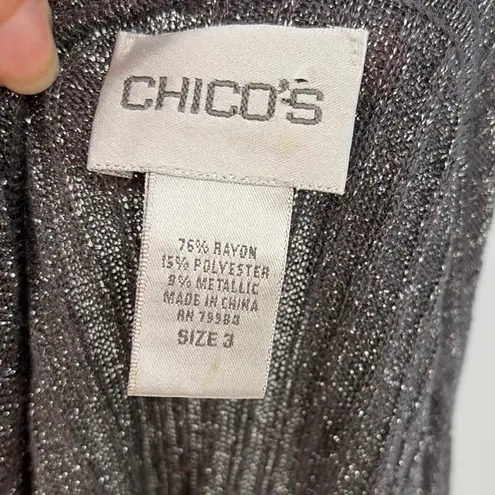 CHICO'S
76% RAYON
15% POLYESTER
9% METALLIC
MADE IN CHINA
RN 79984
SIZE 3